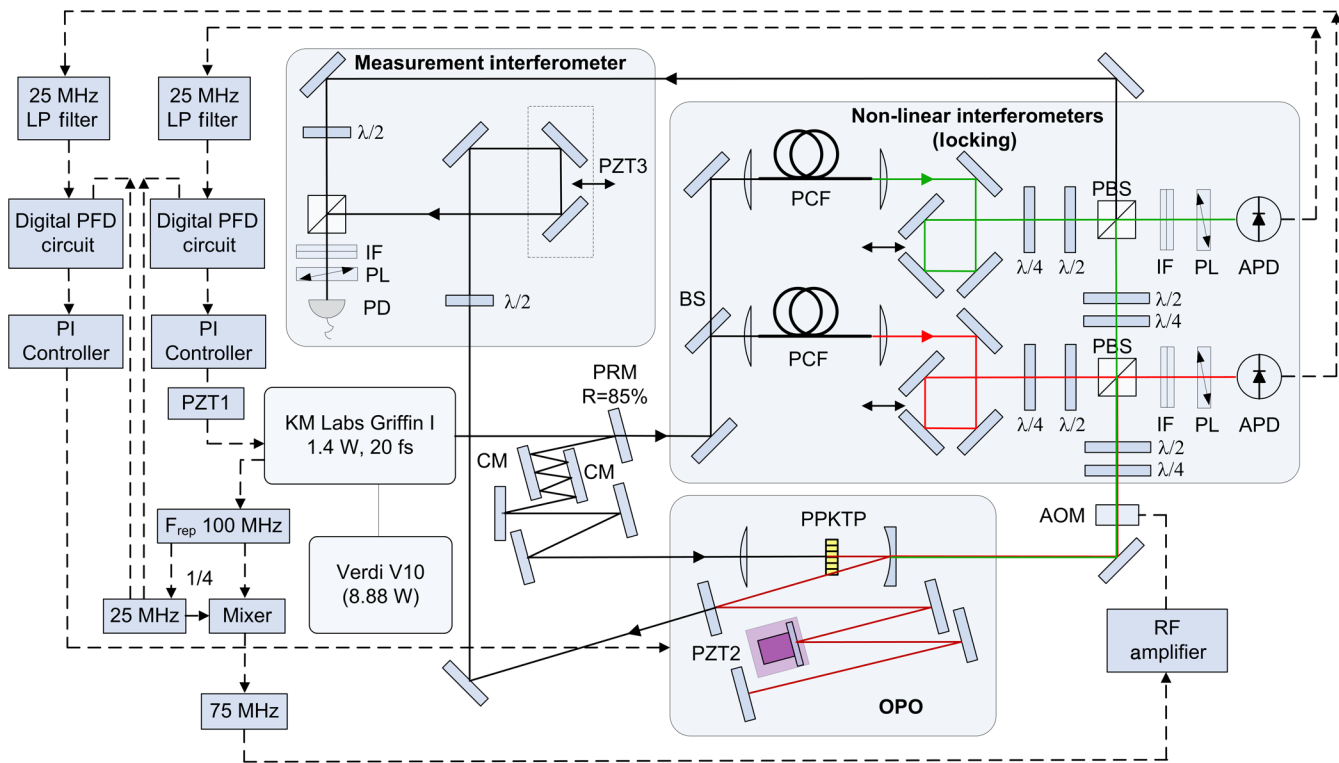 Measurement interferometer
25 MHz
LP filter
25 MHz
LP filter
λ/2
PZT3
Non-linear interferometers
(locking)
PCF
PBS
Digital PFD
circuit
Digital PFD
circuit
IF
PL
PD
λ/2
BS
λ/4
λ/2
IF
PL
APD
λ/2
λ/4
PI
Controller
PI
Controller
PCF
PBS
PZT1
PRM
R=85%
λ/4
λ/2
IF
PL
APD
KM Labs Griffin I
1.4 W, 20 fs
CM
CM
λ/2
λ/4
Frep 100 MHz
PPKTP
AOM
1/4
Verdi V10
(8.88 W)
25 MHz
Mixer
PZT2
RF
amplifier
OPO
75 MHz